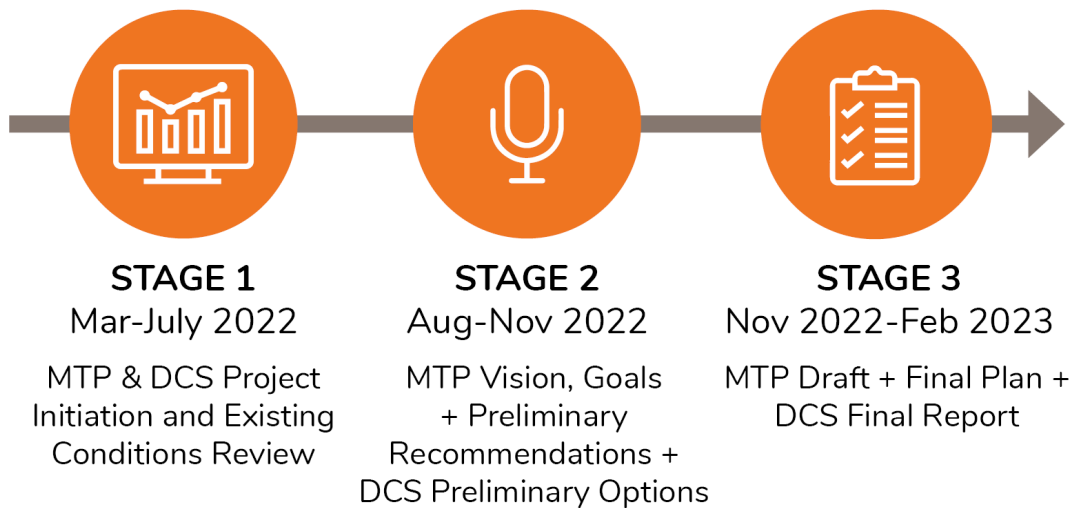 STAGE 1
Mar-July 2022
MTP & DCS Project
Initiation and Existing
Conditions Review
STAGE 2
Aug-Nov 2022
MTP Vision, Goals
+ Preliminary
Recommendations +
DCS Preliminary Options
STAGE 3
Nov 2022-Feb 2023
MTP Draft + Final Plan +
DCS Final Report